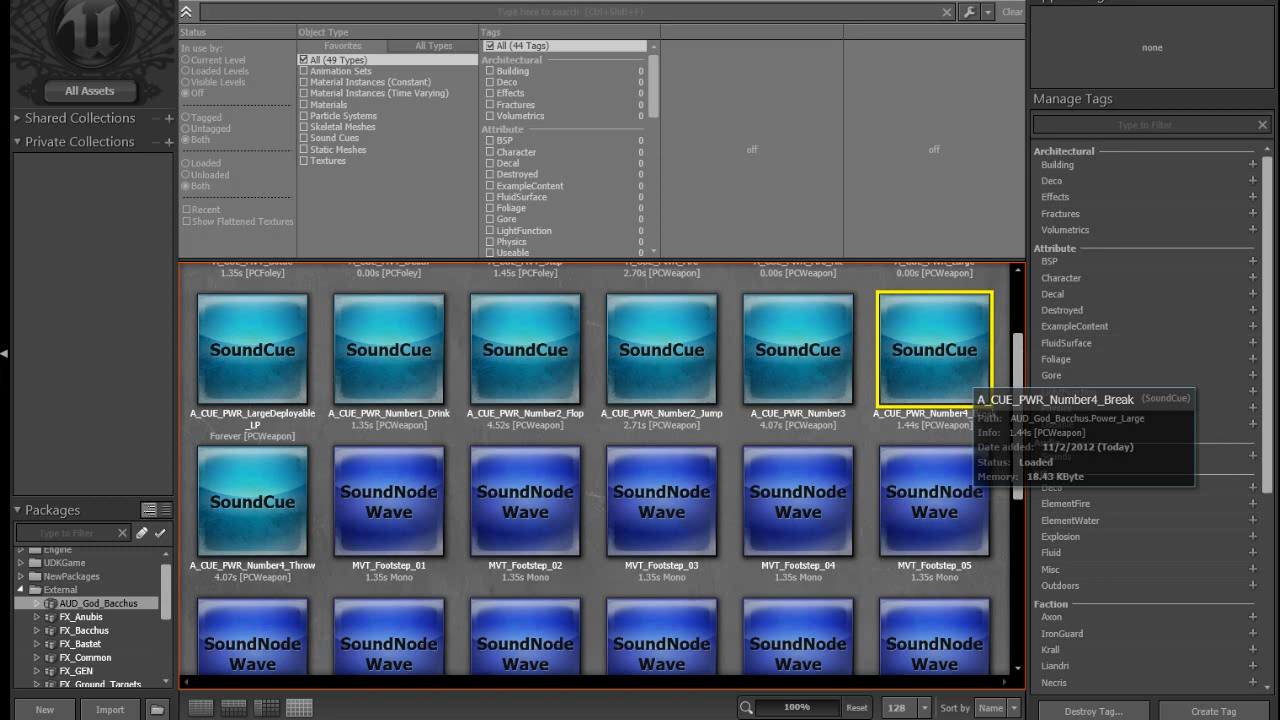 All Assets
Shared Collections
Private Collections
Packages
Type to Filter
Engine
UDKGame
NewPackages
External
AUD_God_Bacchus
FX_Anubis
FX_Bacchus
FX_Bastet
FX_Common
FX_GEN
FX_Ground_Targets
New
Import
Type here to search (Ctrl+Shift+F)
Clear
Status
In use by:
Current Level
Loaded Levels
Visible Levels
Off
Tagged
Untagged
Both
Loaded
Unloaded
Both
Recent
Show Flattened Textures
Object Type
Favorites
All Types
All (49 Types)
Animation Sets
Material Instances (Constant)
Material Instances (Time Varying)
Materials
Particle Systems
Skeletal Meshes
Sound Cues
Static Meshes
Textures
Tags
All (44 Tags)
Architectural
Building 0
Deco 0
Effects 0
Fractures 0
Volumetrics 0
Attribute
BSP 0
Character 0
Decal 0
Destroyed 0
ExampleContent 0
FluidSurface 0
Foliage 0
Gore 0
LightFunction 0
Physics 0
Useable 0
off
off
1.35s [PCFoley]
0.00s [PCFoley]
1.45s [PCFoley]
2.70s [PCWeapon]
0.00s [PCWeapon]
0.00s [PCWeapon]
SoundCue
SoundCue
SoundCue
SoundCue
SoundCue
SoundCue
A_CUE_PWR_LargeDeployable
_LP
Forever [PCWeapon]
A_CUE_PWR_Number1_Drink
1.35s [PCWeapon]
A_CUE_PWR_Number2_Flop
4.52s [PCWeapon]
A_CUE_PWR_Number2_Jump
2.71s [PCWeapon]
A_CUE_PWR_Number3
4.07s [PCWeapon]
A_CUE_PWR_Number4_
1.44s [PCWeapon]
SoundCue
SoundNode
Wave
SoundNode
Wave
SoundNode
Wave
SoundNode
Wave
SoundNode
Wave
A_CUE_PWR_Number4_Throw
4.07s [PCWeapon]
MVT_Footstep_01
1.35s Mono
MVT_Footstep_02
1.35s Mono
MVT_Footstep_03
1.35s Mono
MVT_Footstep_04
1.35s Mono
MVT_Footstep_05
1.35s Mono
SoundNode
Wave
SoundNode
Wave
SoundNode
Wave
SoundNode
Wave
SoundNode
Wave
SoundNode
Wave
100%
Reset
128
Sort by
Name
A_CUE_PWR_Number4_Break (SoundCue)
Path: AUD_God_Bacchus.Power_Large
Info: 1.44s [PCWeapon]
Date added: 11/2/2012 (Today)
Status: Loaded
Memory: 18.43 KByte
none
Manage Tags
Type to Filter
Architectural
Building
Deco
Effects
Fractures
Volumetrics
Attribute
BSP
Character
Decal
Destroyed
ExampleContent
FluidSurface
Foliage
Gore
Deco
ElementFire
ElementWater
Explosion
Fluid
Misc
Outdoors
Faction
Axon
IronGuard
Krall
Liandri
Necris
Destroy Tag...
Create Tag